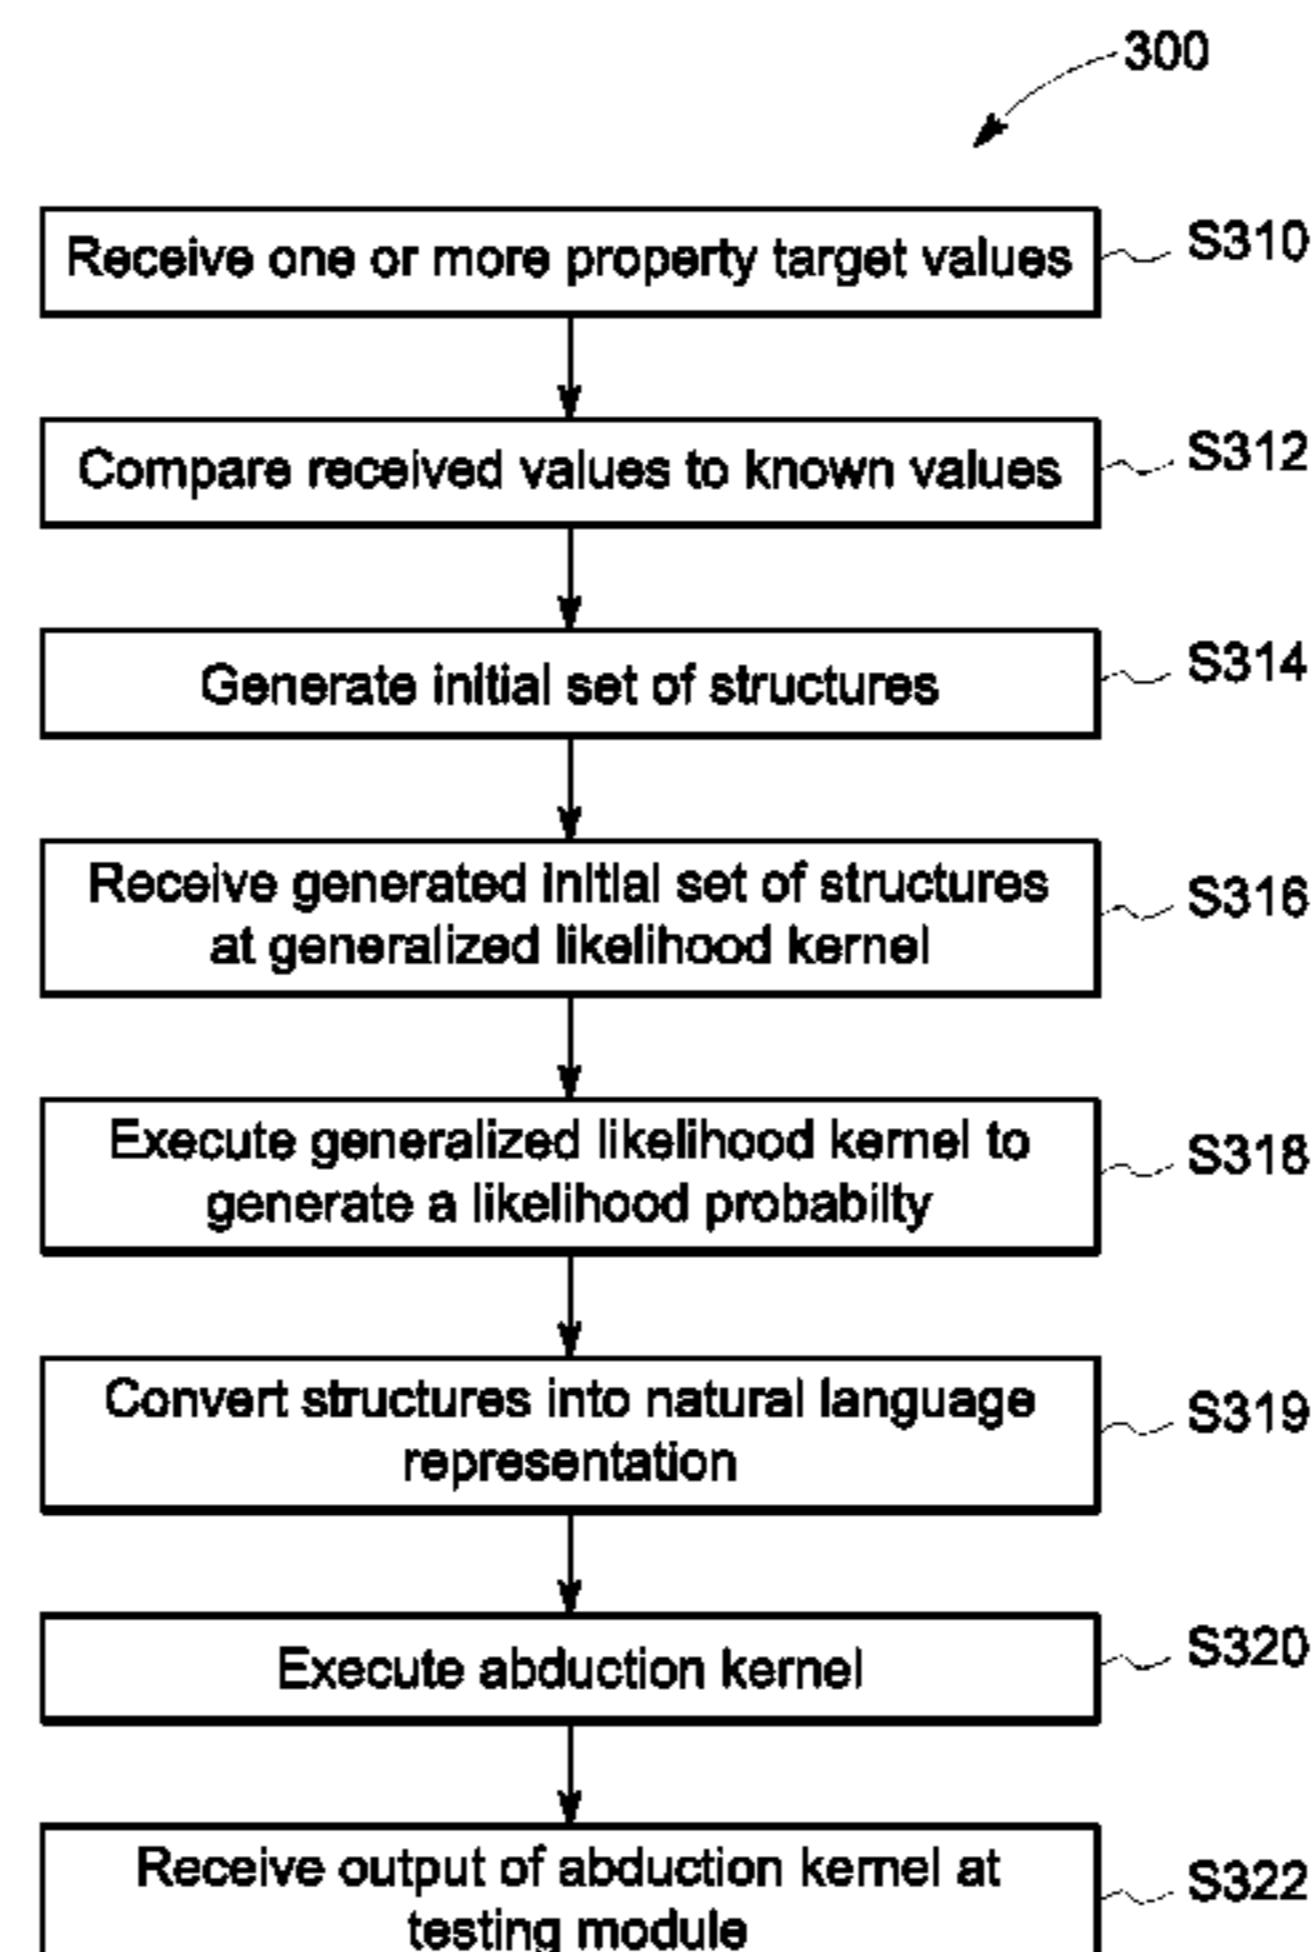 300
Receive one or more property target values
S310
Compare received values to known values
S312
Generate initial set of structures
S314
Receive generated initial set of structures
at generalized likelihood kernel
S316
Execute generalized likelihood kernel to
generate a likelihood probabilty
S318
Convert structures into natural language
representation
S319
Execute abduction kernel
S320
Receive output of abduction kernel at
testing module
S322